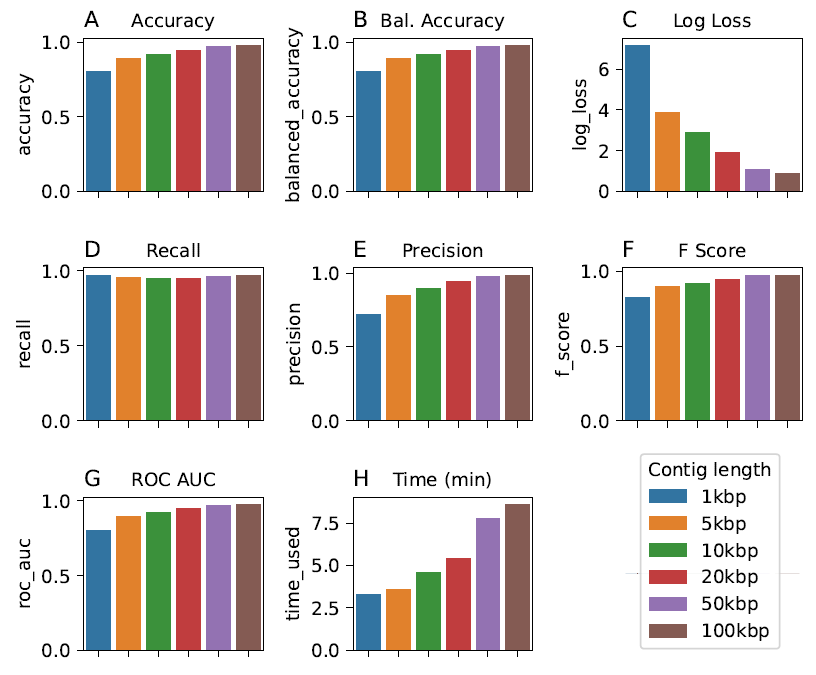 A Accuracy
1.0
0.5
0.0
accuracy
B Bal. Accuracy
1.0
0.5
0.0
balanced_accuracy
C Log Loss
6
4
2
0
log_loss
D Recall
1.0
0.5
0.0
recall
E Precision
1.0
0.5
0.0
precision
F F Score
1.0
0.5
0.0
f_score
G ROC AUC
1.0
0.5
0.0
roc_auc
H Time (min)
7.5
5.0
2.5
0.0
time_used
Contig length
1kbp
5kbp
10kbp
20kbp
50kbp
100kbp